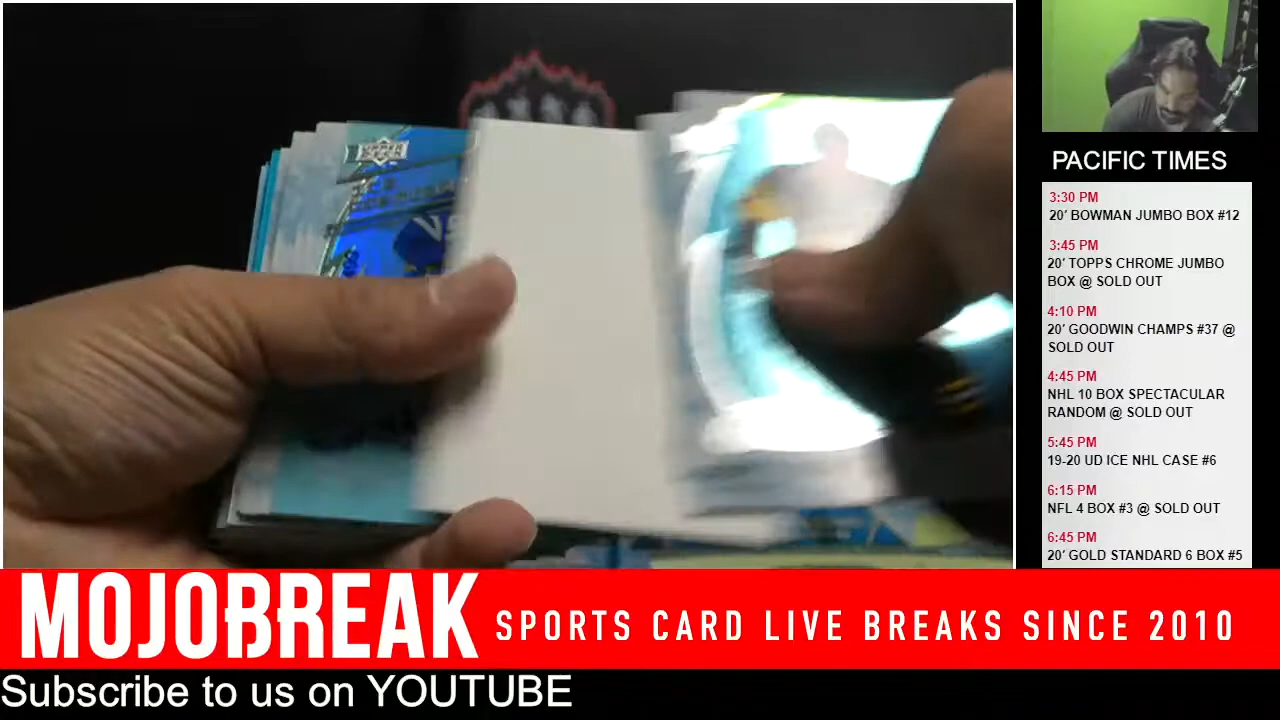 VS
PACIFIC TIMES
3:30 PM
20' BOWMAN JUMBO BOX #12
3:45 PM
20' TOPPS CHROME JUMBO
BOX @ SOLD OUT
4:10 PM
20' GOODWIN CHAMPS #37 @
SOLD OUT
4:45 PM
NHL 10 BOX SPECTACULAR
RANDOM @ SOLD OUT
5:45 PM
19-20 UD ICE NHL CASE #6
6:15 PM
NFL 4 BOX #3 @ SOLD OUT
6:45 PM
20' GOLD STANDARD 6 BOX #5
MOJOBREAK SPORTS CARD LIVE BREAKS SINCE 2010
Subscribe to us on YOUTUBE